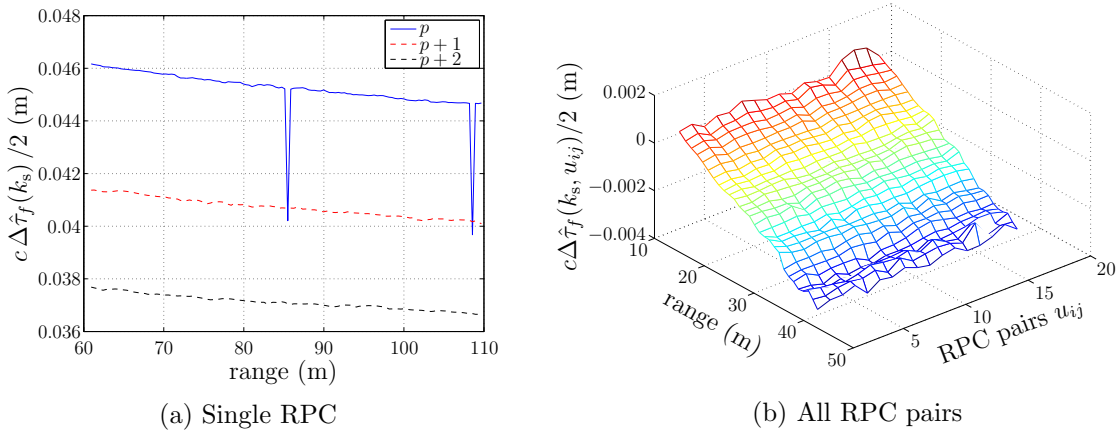 0.048
0.046
0.044
0.042
0.04
0.038
0.036
60 70 80 90 100 110
range (m)
c Δτ̂_f(k_s)/2 (m)
p
p + 1
p + 2
(a) Single RPC
0.002
0
−0.002
−0.004
10
20
30
40
50
range (m)
5
10
15
20
RPC pairs u_ij
cΔτ̂_f(k_s, u_ij)/2 (m)
(b) All RPC pairs